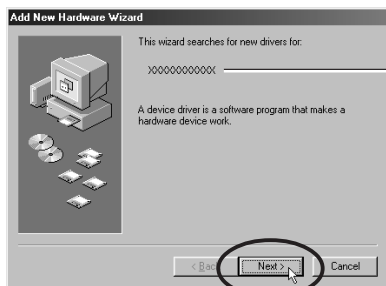 Add New Hardware Wizard
This wizard searches for new drivers for:
XXXXXXXXXXX
A device driver is a software program that makes a
hardware device work.
< Back
Next >
Cancel